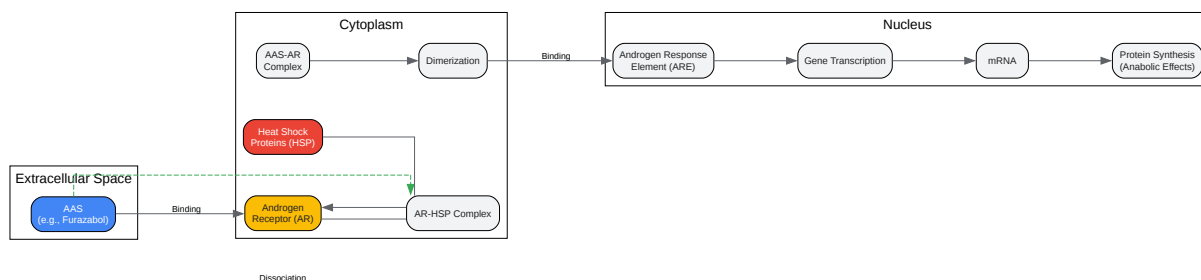 Cytoplasm
Nucleus
AAS-AR
Complex
Dimerization
Binding
Androgen Response
Element (ARE)
Gene Transcription
mRNA
Protein Synthesis
(Anabolic Effects)
Heat Shock
Proteins (HSP)
Extracellular Space
AAS
(e.g., Furazabol)
Binding
Androgen
Receptor (AR)
AR-HSP Complex
Dissociation